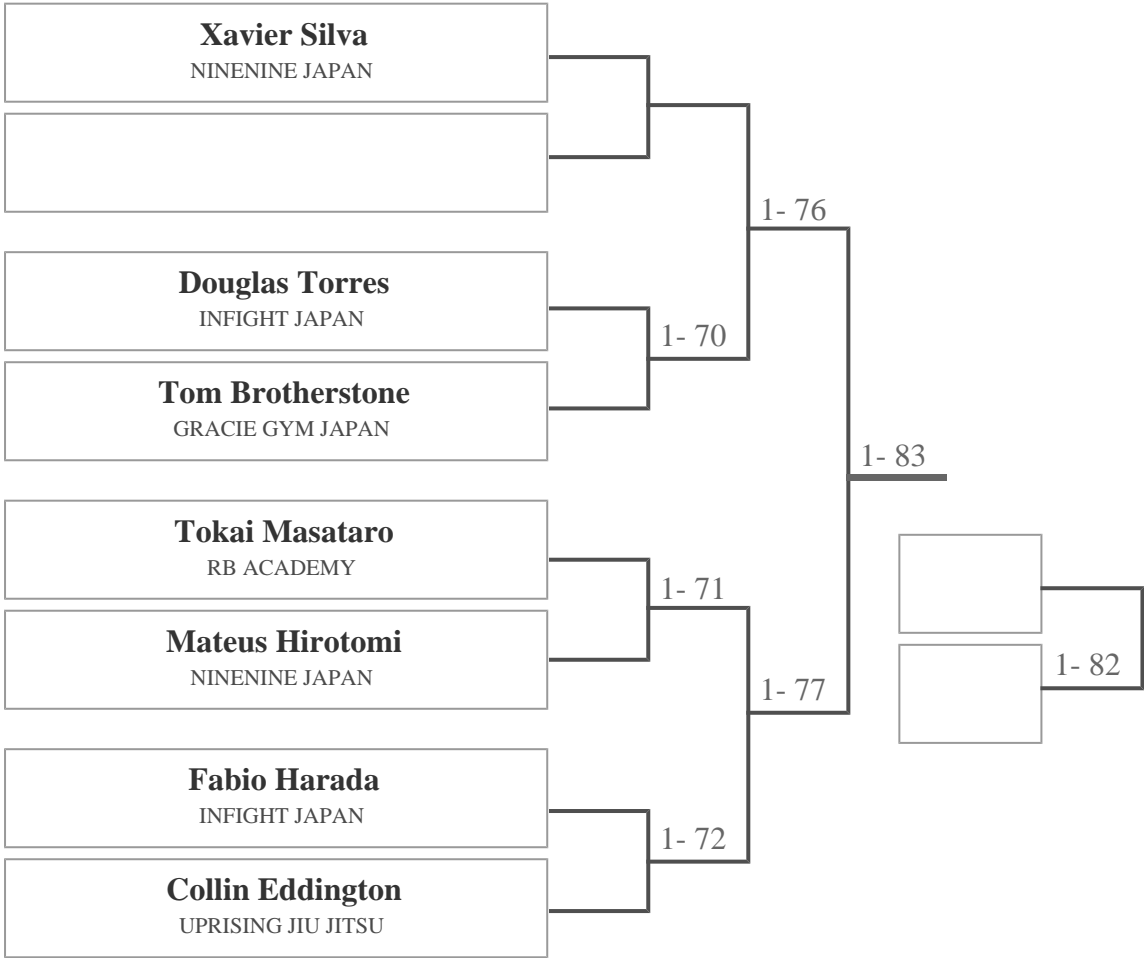 Xavier Silva
NINENINE JAPAN
1- 76
Douglas Torres
INFIGHT JAPAN
1- 70
Tom Brotherstone
GRACIE GYM JAPAN
1- 83
Tokai Masataro
RB ACADEMY
1- 71
Mateus Hirotomi
NINENINE JAPAN
1- 77
1- 82
Fabio Harada
INFIGHT JAPAN
1- 72
Collin Eddington
UPRISING JIU JITSU